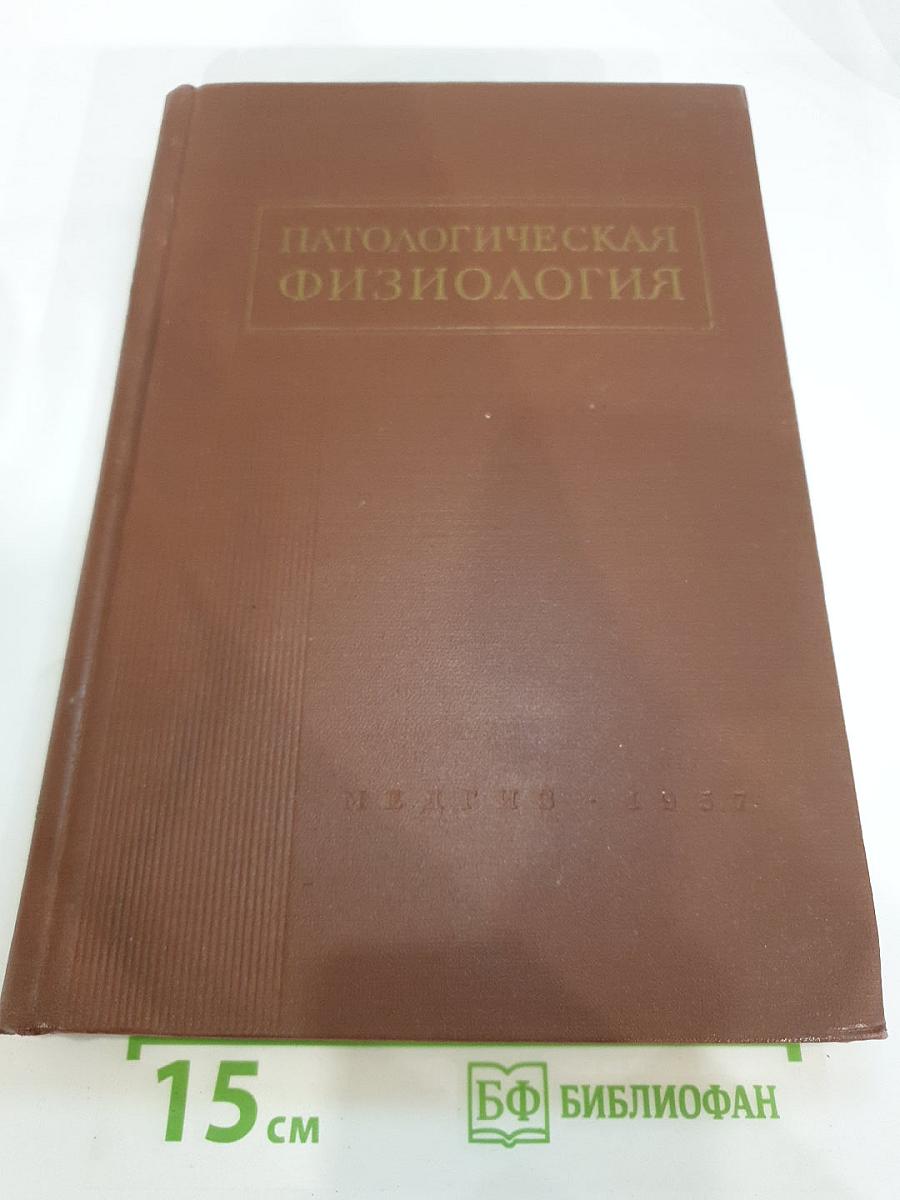 ПАТОЛОГИЧЕСКАЯ
ФИЗИОЛОГИЯ
МЕДГИЗ · 1957
15 см
БФ БИБЛИОФАН